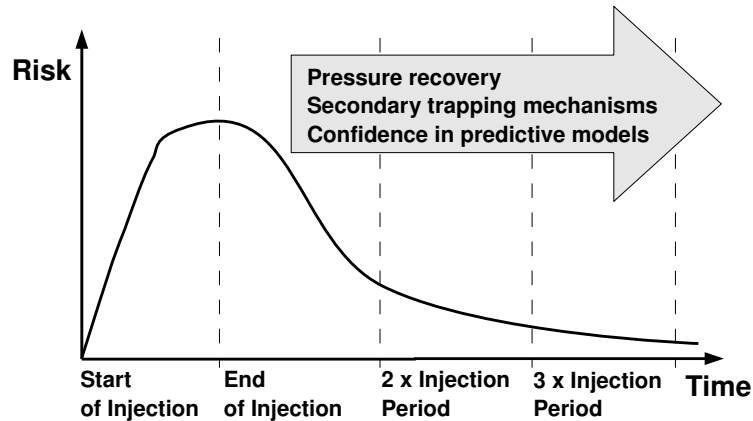 Risk
Pressure recovery
Secondary trapping mechanisms
Confidence in predictive models
Start
of Injection
End
of Injection
2 x Injection
Period
3 x Injection
Period
Time